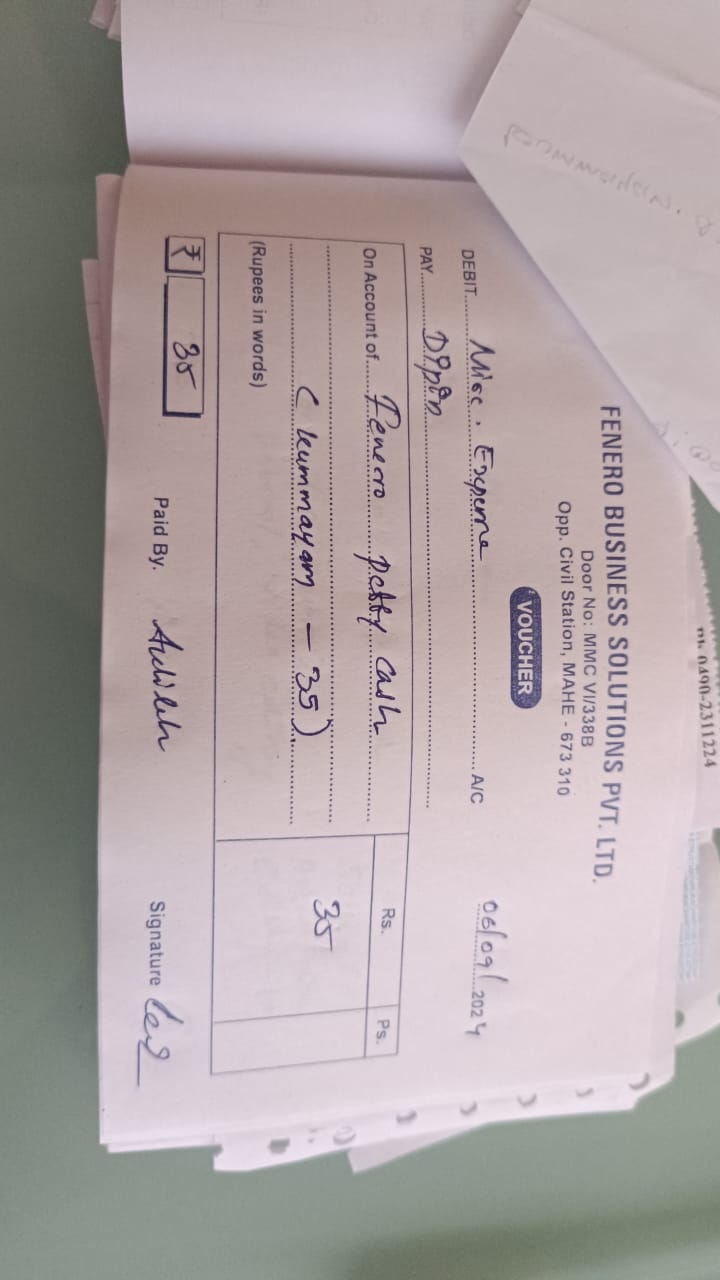 Ph 0490-2311224
FENERO BUSINESS SOLUTIONS PVT. LTD.
Door No: MMC VI/338B
Opp. Civil Station, MAHE - 673 310
VOUCHER
06/09/2024
DEBIT Misc. Expense A/C
PAY Dipin
On Account of Fenero petty cash Rs. Ps.
(kummayam - 35) 35
(Rupees in words)
₹ 35 Paid By. Signature